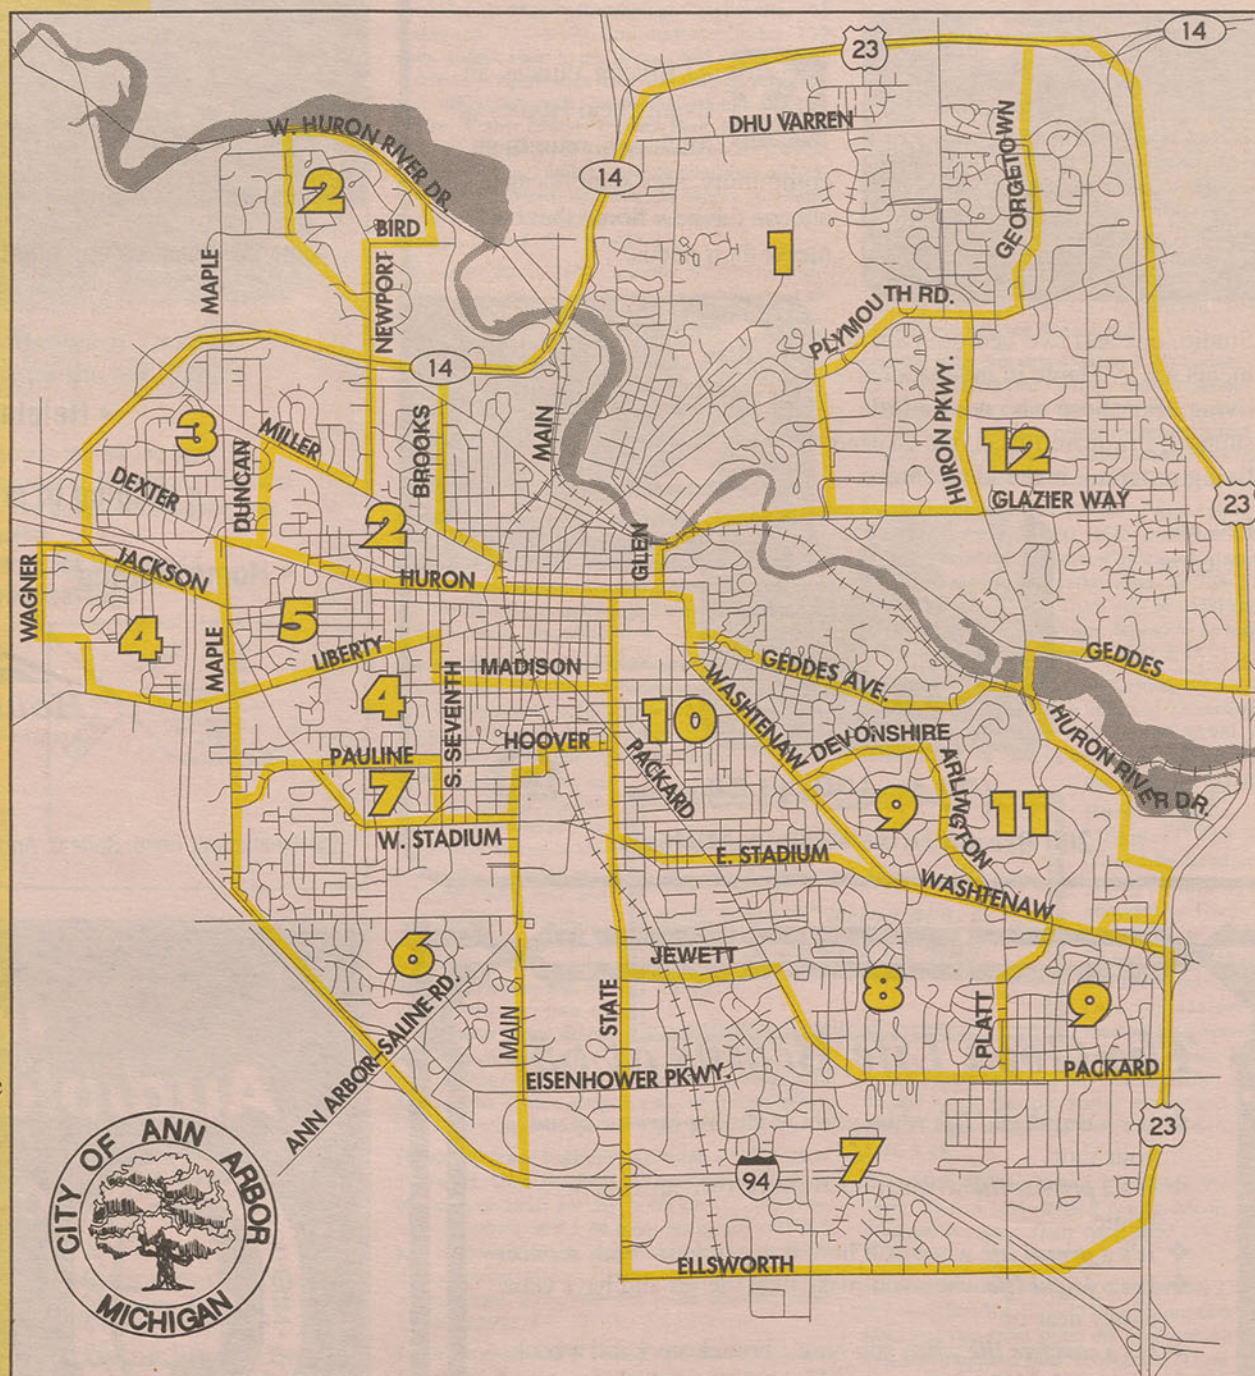 14
23
DHU VARREN
W. HURON RIVER DR.
GEORGETOWN
14
2
BIRD
1
MAPLE
NEWPORT
PLYMOUTH RD.
14
HURON PKWY.
BROOKS
MAIN
3
MILLER
12
DUNCAN
DEXTER
GLAZIER WAY
23
2
GLEN
WAGNER
JACKSON
HURON
5
4
MAPLE
LIBERTY
MADISON
GEDDES AVE.
GEDDES
4
S. SEVENTH
10
WASHTENAW
HOOVER
DEVONSHIRE
HURON RIVER DR.
PAULINE
PACKARD
ARLINGTON
7
9
11
W. STADIUM
E. STADIUM
WASHTENAW
6
JEWETT
8
9
ANN ARBOR-SALINE RD.
MAIN
STATE
PLATT
EISENHOWER PKWY.
PACKARD
23
7
94
ELLSWORTH
CITY OF ANN ARBOR
MICHIGAN